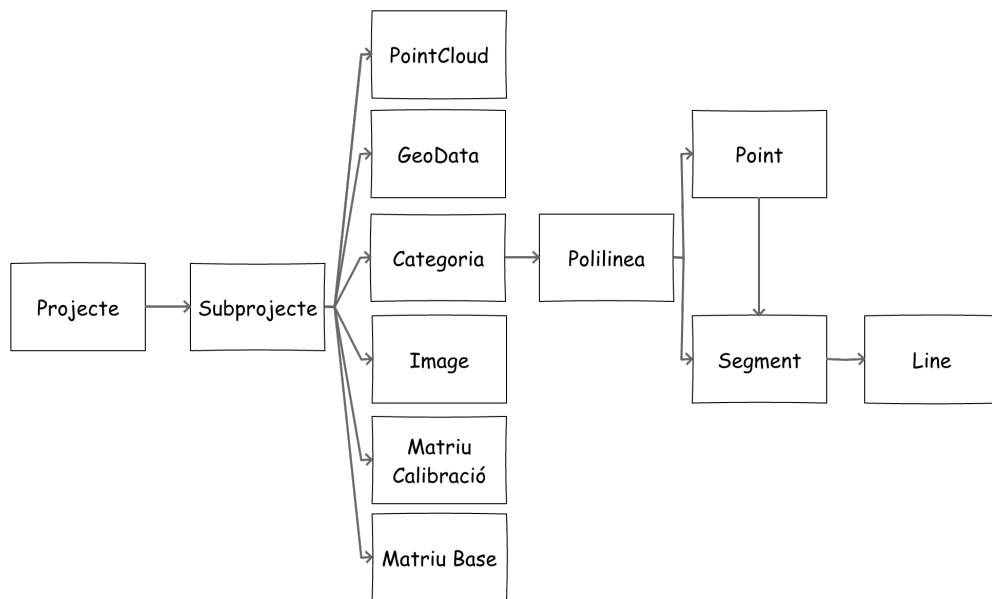 PointCloud
GeoData
Point
Categoria
Polilinea
Projecte
Subprojecte
Image
Segment
Line
Matriu
Calibració
Matriu Base